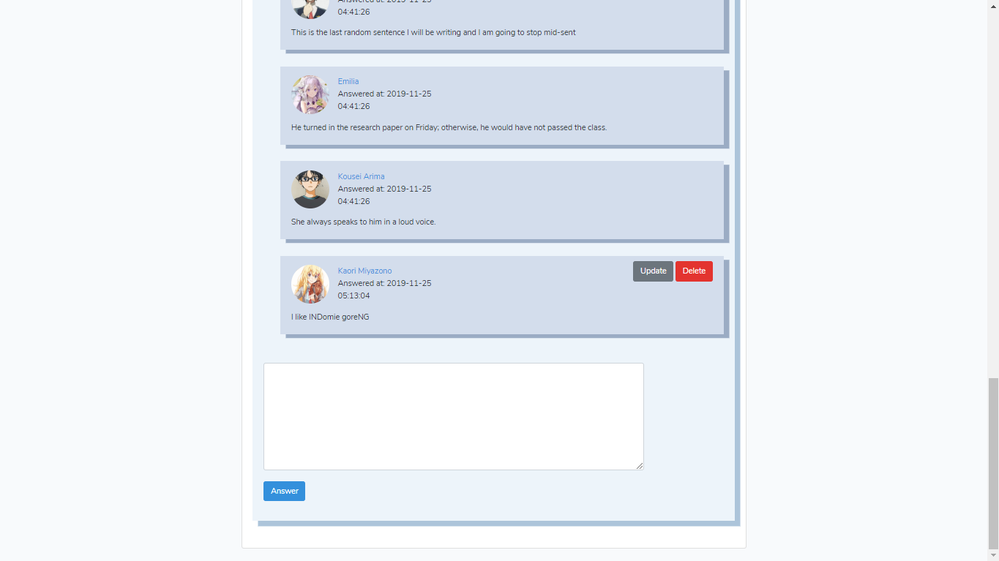 Answered at: 2019-11-25
04:41:26
This is the last random sentence I will be writing and I am going to stop mid-sent
Emilia
Answered at: 2019-11-25
04:41:26
He turned in the research paper on Friday; otherwise, he would have not passed the class.
Kousei Arima
Answered at: 2019-11-25
04:41:26
She always speaks to him in a loud voice.
Kaori Miyazono
Update Delete
Answered at: 2019-11-25
05:13:04
I like INDomie goreNG
Answer